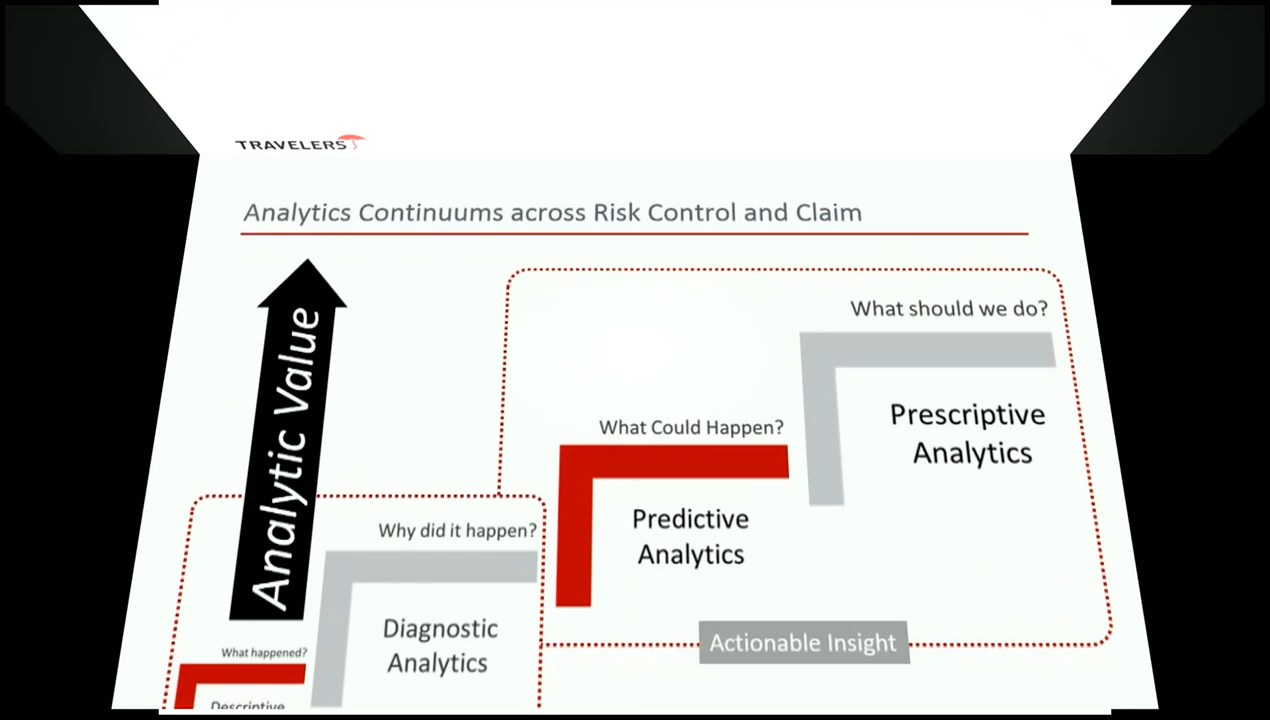 TRAVELERS
Analytics Continuums across Risk Control and Claim
Analytic Value
What should we do?
Prescriptive
Analytics
What Could Happen?
Predictive
Analytics
Why did it happen?
Diagnostic
Analytics
Actionable Insight
What happened?
Descriptive